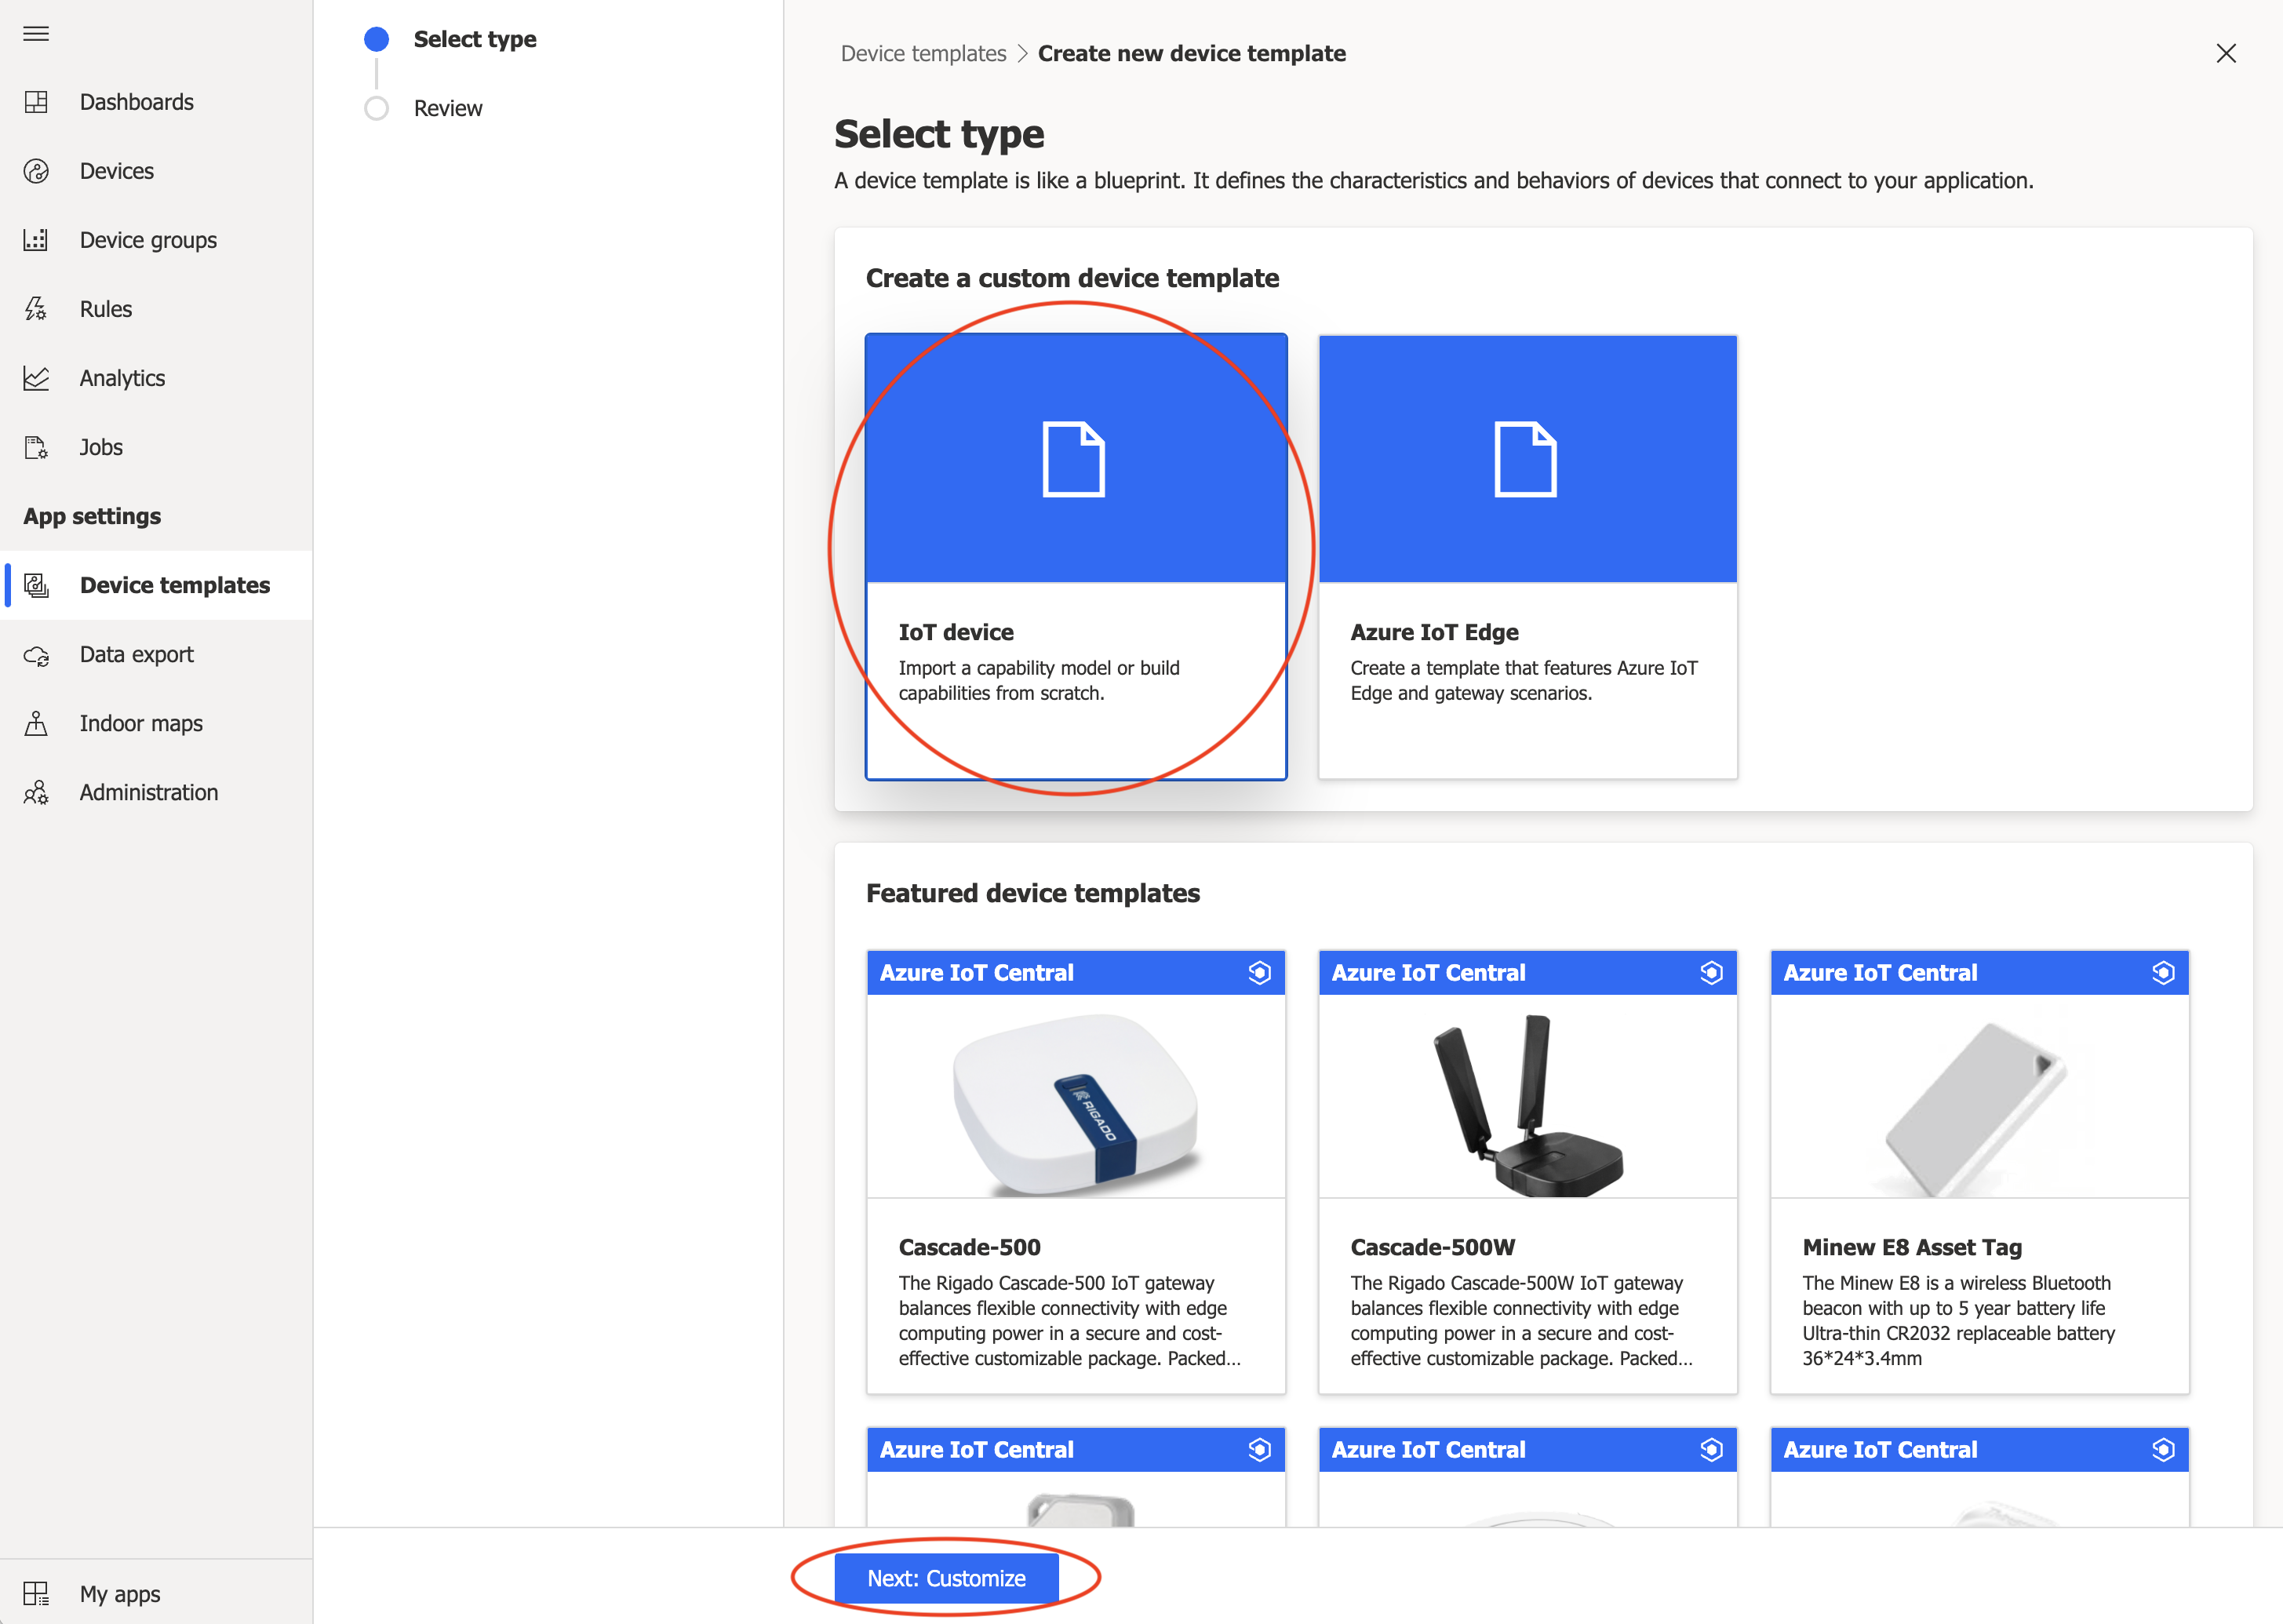 Dashboards
Devices
Device groups
Rules
Analytics
Jobs
App settings
Device templates
Data export
Indoor maps
Administration
My apps
Select type
Review
Device templates > Create new device template
Select type
A device template is like a blueprint. It defines the characteristics and behaviors of devices that connect to your application.
Create a custom device template
IoT device
Import a capability model or build
capabilities from scratch.
Azure IoT Edge
Create a template that features Azure IoT
Edge and gateway scenarios.
Featured device templates
Azure IoT Central
RIGADO
Cascade-500
The Rigado Cascade-500 IoT gateway
balances flexible connectivity with edge
computing power in a secure and cost-
effective customizable package. Packed...
Azure IoT Central
Cascade-500W
The Rigado Cascade-500W IoT gateway
balances flexible connectivity with edge
computing power in a secure and cost-
effective customizable package. Packed...
Azure IoT Central
Minew E8 Asset Tag
The Minew E8 is a wireless Bluetooth
beacon with up to 5 year battery life
Ultra-thin CR2032 replaceable battery
36*24*3.4mm
Azure IoT Central
Azure IoT Central
Azure IoT Central
Next: Customize